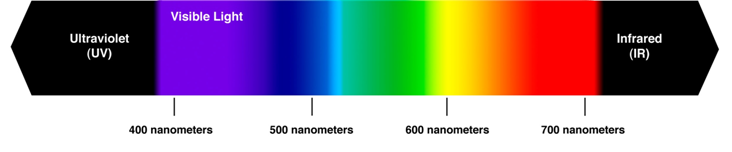 Visible Light
Ultraviolet
(UV)
Infrared
(IR)
400 nanometers
500 nanometers
600 nanometers
700 nanometers